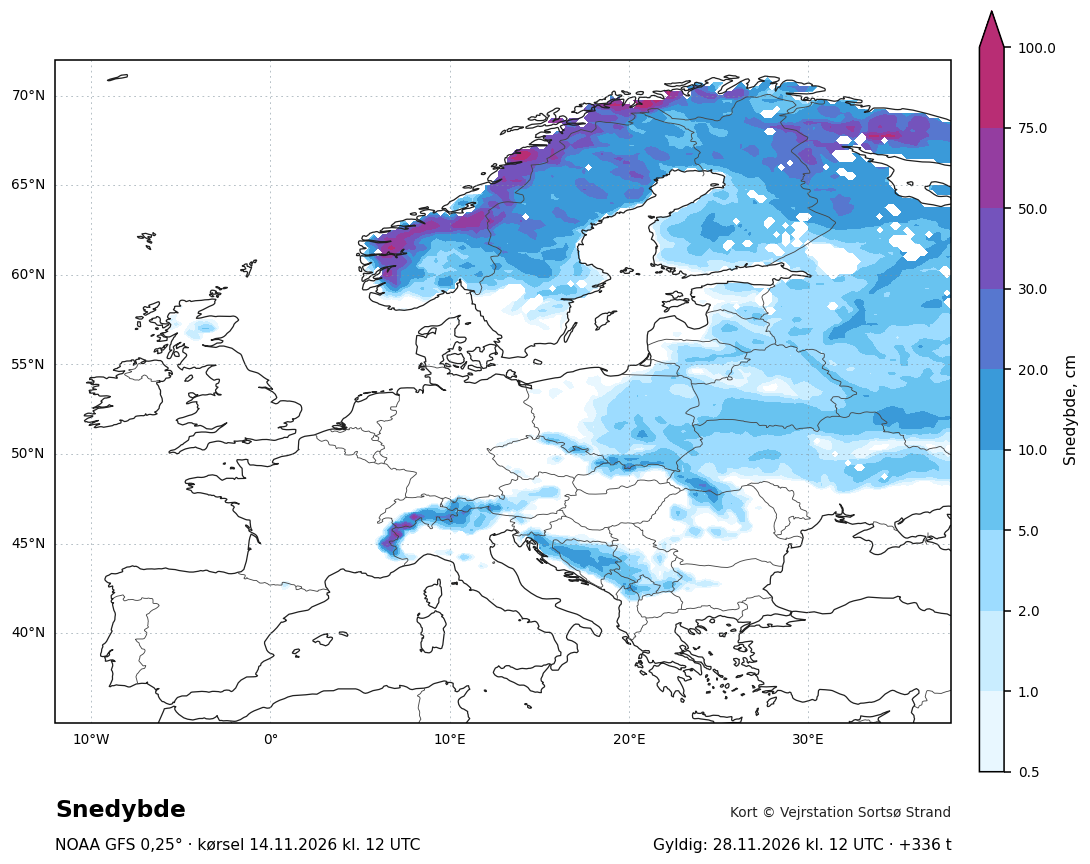 70°N
65°N
60°N
55°N
50°N
45°N
40°N
10°W
0°
10°E
20°E
30°E
100.0
75.0
50.0
30.0
20.0
10.0
5.0
2.0
1.0
0.5
Snedybde, cm
Snedybde
Kort © Vejrstation Sortsø Strand
NOAA GFS 0,25° · kørsel 14.11.2026 kl. 12 UTC
Gyldig: 28.11.2026 kl. 12 UTC · +336 t